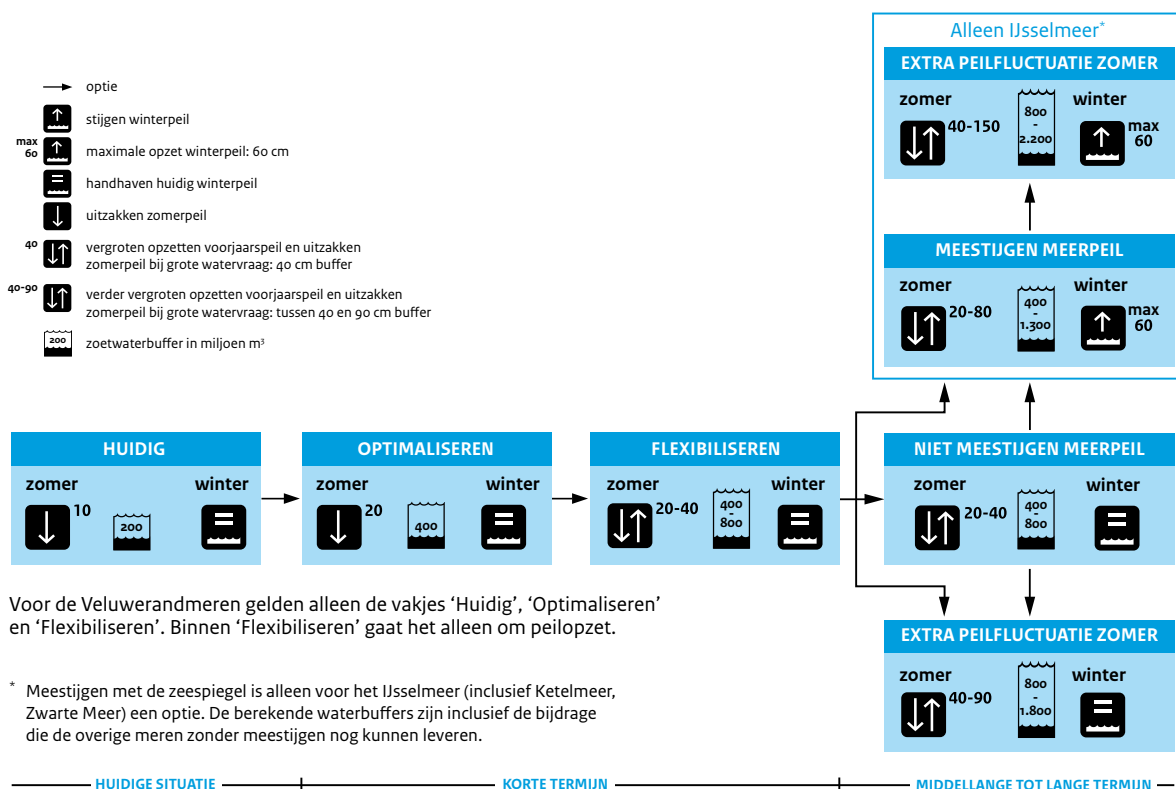 optie
stijgen winterpeil
max
60
maximale opzet winterpeil: 60 cm
handhaven huidig winterpeil
uitzakken zomerpeil
40
vergroten opzetten voorjaarspeil en uitzakken
zomerpeil bij grote watervraag: 40 cm buffer
40-90
verder vergroten opzetten voorjaarspeil en uitzakken
zomerpeil bij grote watervraag: tussen 40 en 90 cm buffer
200
zoetwaterbuffer in miljoen m³
Alleen IJsselmeer*
EXTRA PEILFLUCTUATIE ZOMER
zomer winter
40-150
800
-
2.200
max
60
MEESTIJGEN MEERPEIL
zomer winter
20-80
400
-
1.300
max
60
HUIDIG
zomer winter
10
200
OPTIMALISEREN
zomer winter
20
400
FLEXIBILISEREN
zomer winter
20-40
400
-
800
NIET MEESTIJGEN MEERPEIL
zomer winter
20-40
400
-
800
EXTRA PEILFLUCTUATIE ZOMER
zomer winter
40-90
800
-
1.800
Voor de Veluwerandmeren gelden alleen de vakjes ‘Huidig’, ‘Optimaliseren’
en ‘Flexibiliseren’. Binnen ‘Flexibiliseren’ gaat het alleen om peilopzet.
* Meestijgen met de zeespiegel is alleen voor het IJsselmeer (inclusief Ketelmeer,
Zwarte Meer) een optie. De berekende waterbuffers zijn inclusief de bijdrage
die de overige meren zonder meestijgen nog kunnen leveren.
HUIDIGE SITUATIE KORTE TERMIJN MIDDELLANGE TOT LANGE TERMIJN